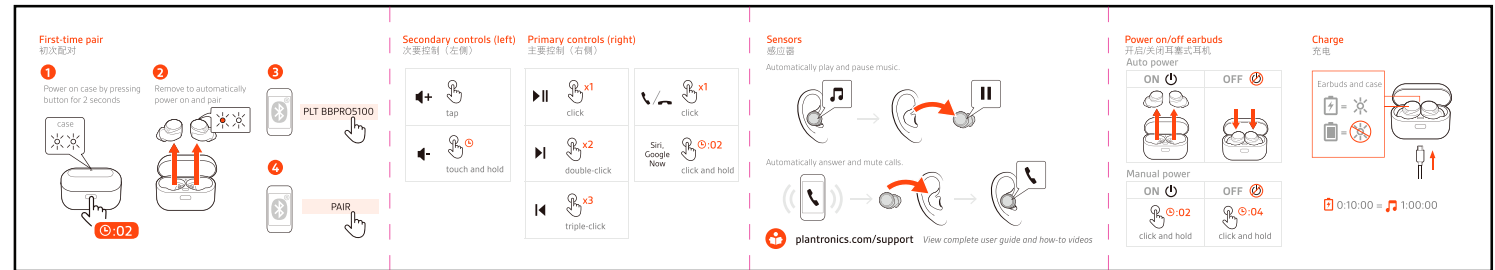 First-time pair
初次配对
1
Power on case by pressing
button for 2 seconds
case
:02
2
Remove to automatically
power on and pair
3
PLT BBPRO5100
4
PAIR
Secondary controls (left)
次要控制（左侧）
+
tap
-
touch and hold
Primary controls (right)
主要控制（右侧）
x1
click
x2
double-click
x3
triple-click
x1
click
Siri,
Google
Now
:02
click and hold
Sensors
感应器
Automatically play and pause music.
Automatically answer and mute calls.
plantronics.com/support View complete user guide and how-to videos
Power on/off earbuds
开启/关闭耳塞式耳机
Auto power
ON OFF
Manual power
ON OFF
:02 :04
click and hold click and hold
Charge
充电
Earbuds and case
=
=
0:10:00 = 1:00:00